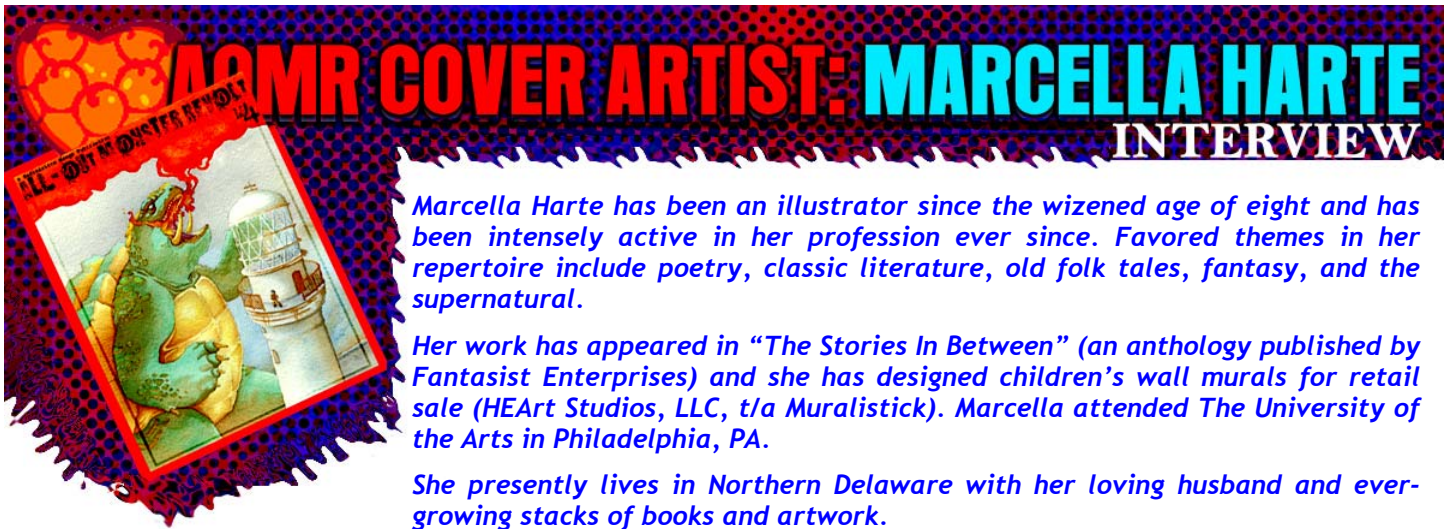 AOMR COVER ARTIST: MARCELLA HARTE
INTERVIEW
ALL-OUT MONSTER REVOLT
Marcella Harte has been an illustrator since the wizened age of eight and has
been intensely active in her profession ever since. Favored themes in her
repertoire include poetry, classic literature, old folk tales, fantasy, and the
supernatural.
Her work has appeared in “The Stories In Between” (an anthology published by
Fantasist Enterprises) and she has designed children’s wall murals for retail
sale (HEArt Studios, LLC, t/a Muralistick). Marcella attended The University of
the Arts in Philadelphia, PA.
She presently lives in Northern Delaware with her loving husband and ever-
growing stacks of books and artwork.